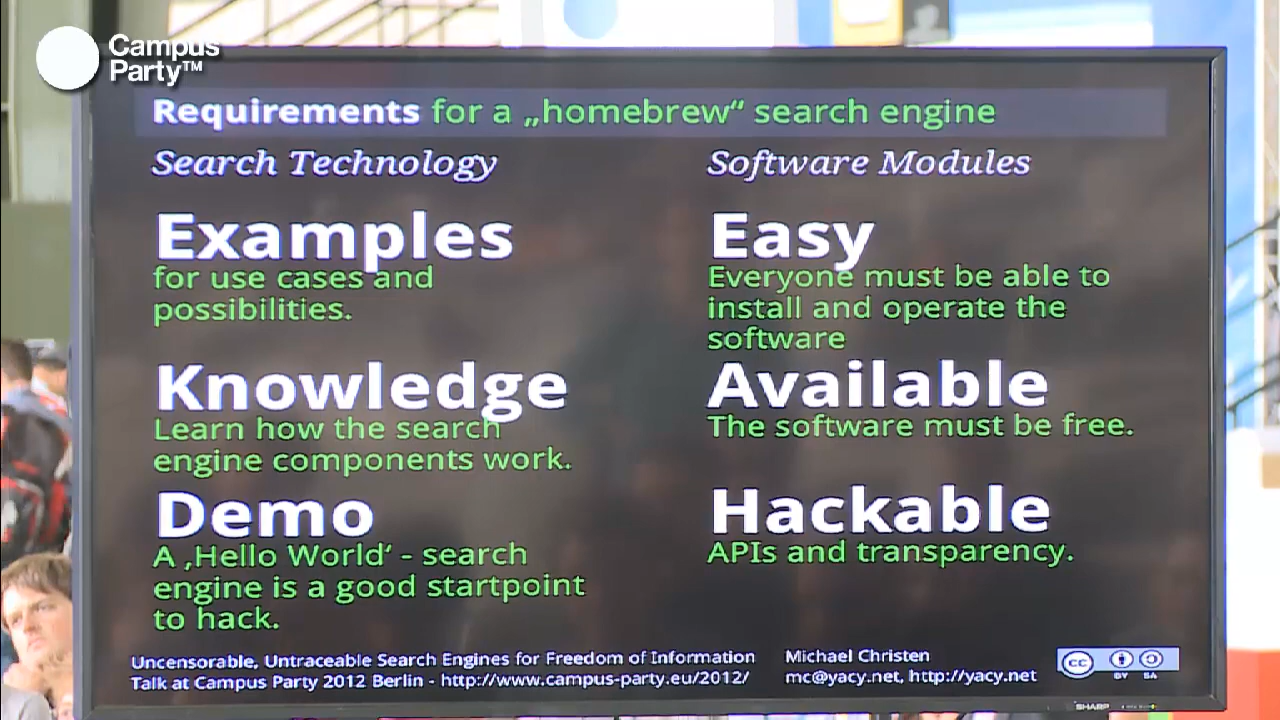 Campus
Party™
Requirements for a „homebrew“ search engine
Search Technology
Examples
for use cases and
possibilities.
Knowledge
Learn how the search
engine components work.
Demo
A ‚Hello World‘ - search
engine is a good startpoint
to hack.
Software Modules
Easy
Everyone must be able to
install and operate the
software
Available
The software must be free.
Hackable
APIs and transparency.
Uncensorable, Untraceable Search Engines for Freedom of Information
Talk at Campus Party 2012 Berlin - http://www.campus-party.eu/2012/
Michael Christen
mc@yacy.net, http://yacy.net
cc
BY SA
SHARP